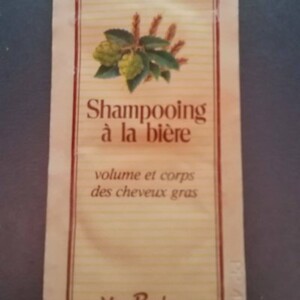 Shampooing
à la bière
volume et corps
des cheveux gras